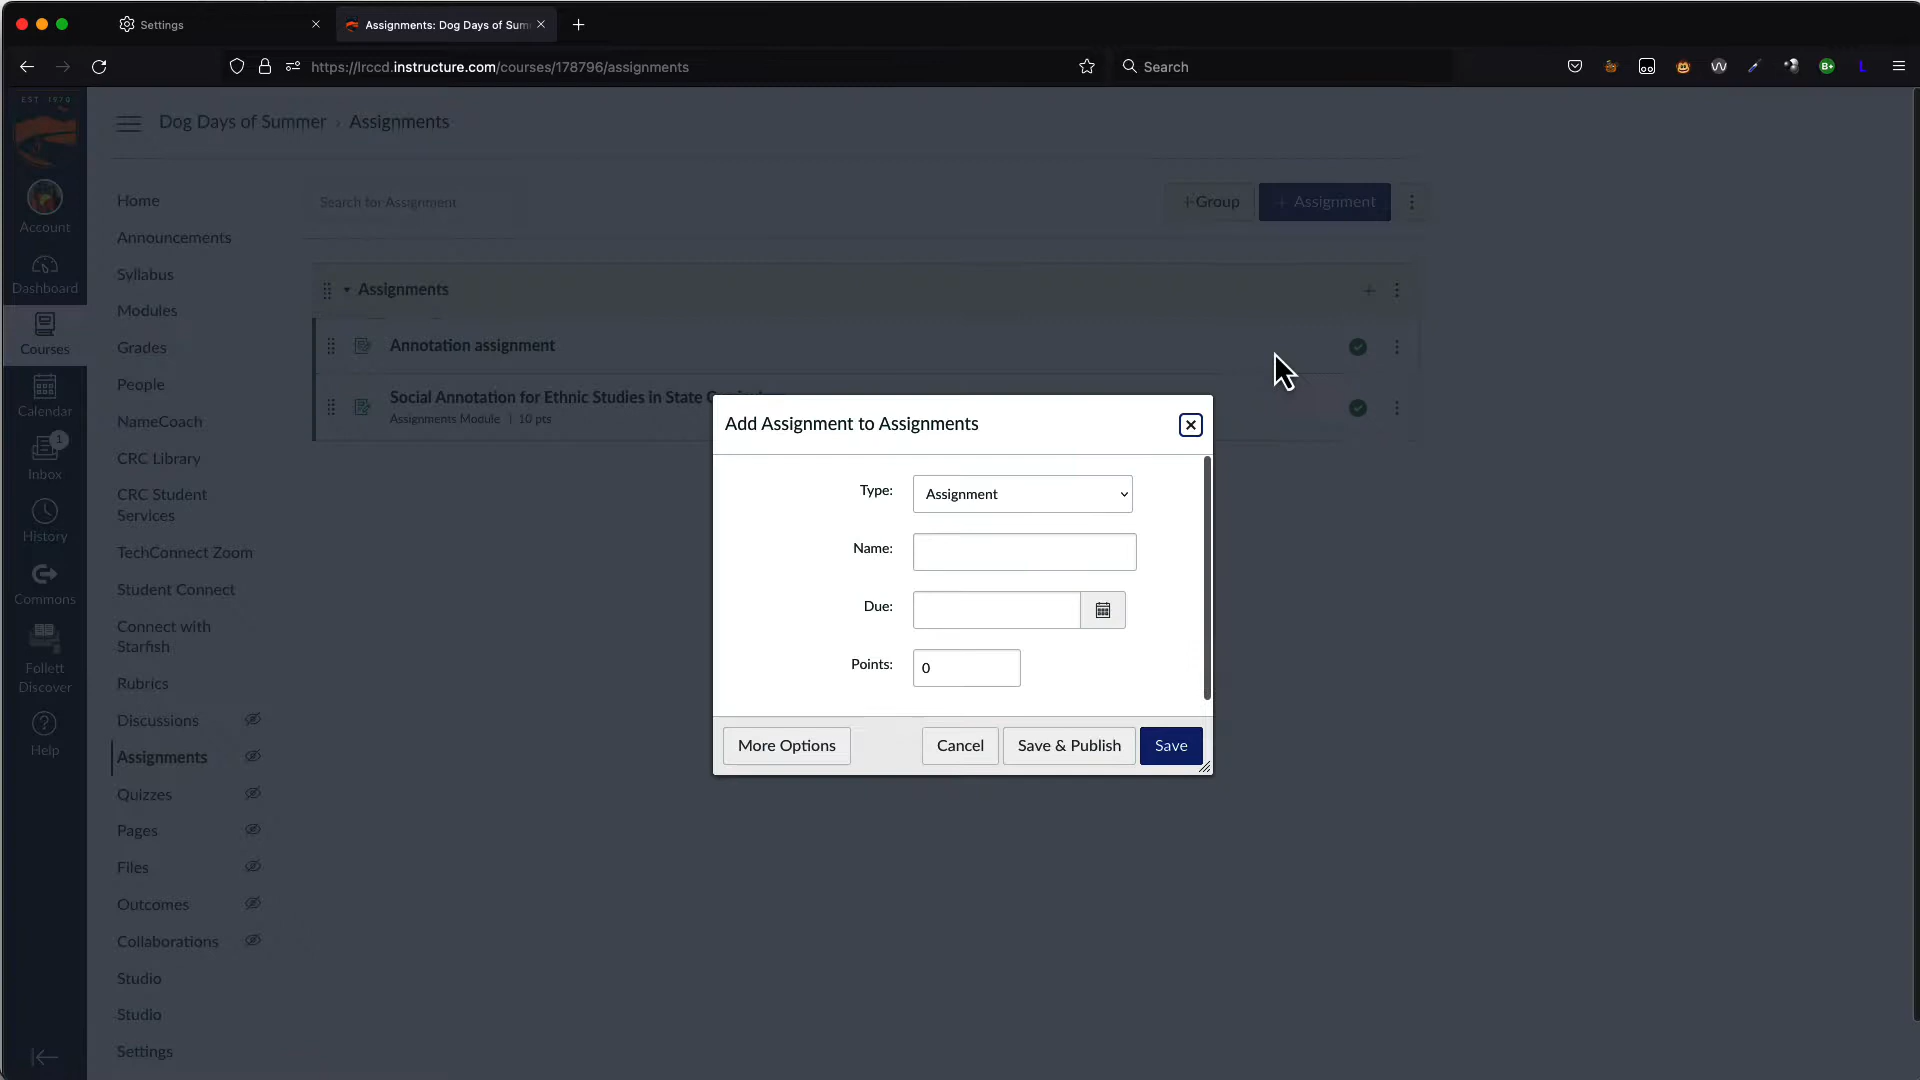 Settings
Assignments: Dog Days of Sum
https://lrccd.instructure.com/courses/178796/assignments
Search
EST 1970
Account
Dashboard
Courses
Calendar
1
Inbox
History
Commons
Follett
Discover
Help
Dog Days of Summer › Assignments
Home
Announcements
Syllabus
Modules
Grades
People
NameCoach
CRC Library
CRC Student
Services
TechConnect Zoom
Student Connect
Connect with
Starfish
Rubrics
Discussions
Assignments
Quizzes
Pages
Files
Outcomes
Collaborations
Studio
Studio
Settings
Search for Assignment
+Group
+ Assignment
Assignments
Annotation assignment
Social Annotation for Ethnic Studies in State
Assignments Module | 10 pts
Add Assignment to Assignments
Type:
Assignment
Name:
Due:
Points:
0
More Options
Cancel
Save & Publish
Save
B+
L